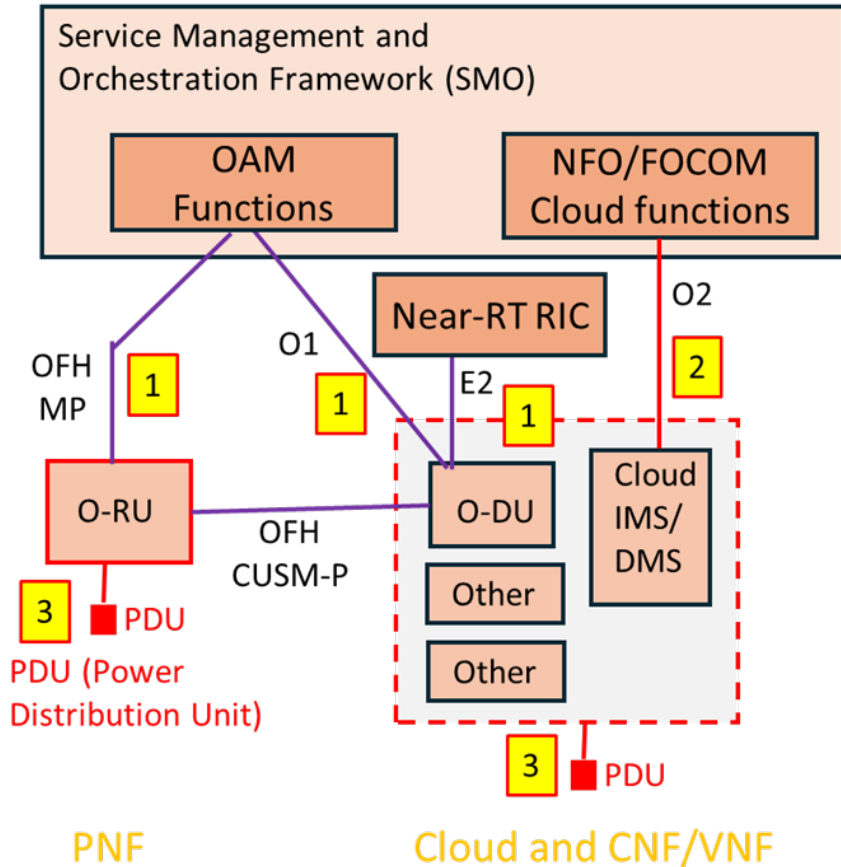 Service Management and
Orchestration Framework (SMO)
OAM
Functions
NFO/FOCOM
Cloud functions
Near-RT RIC
O2
O1
OFH
MP
1
1
E2
1
2
O-RU
O-DU
Cloud
IMS/
DMS
OFH
CUSM-P
Other
Other
3
PDU
PDU (Power
Distribution Unit)
3
PDU
PNF
Cloud and CNF/VNF